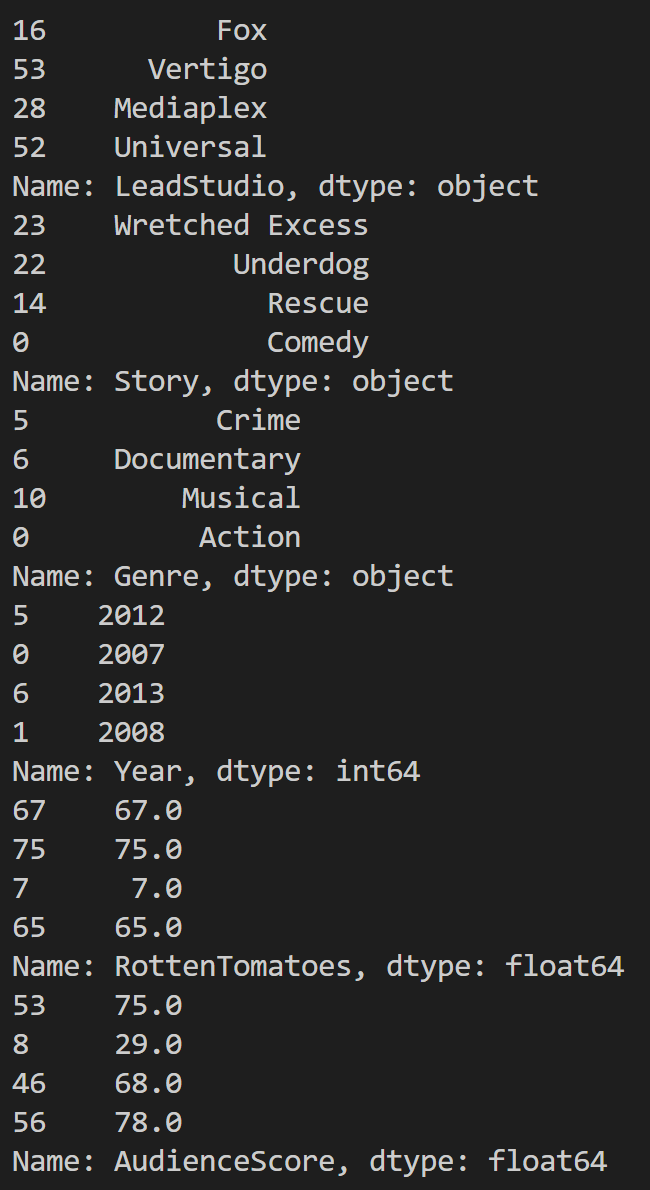 16          Fox
53      Vertigo
28    Mediaplex
52    Universal
Name: LeadStudio, dtype: object
23    Wretched Excess
22           Underdog
14             Rescue
0              Comedy
Name: Story, dtype: object
5           Crime
6     Documentary
10        Musical
0          Action
Name: Genre, dtype: object
5    2012
0    2007
6    2013
1    2008
Name: Year, dtype: int64
67    67.0
75    75.0
7      7.0
65    65.0
Name: RottenTomatoes, dtype: float64
53    75.0
8     29.0
46    68.0
56    78.0
Name: AudienceScore, dtype: float64